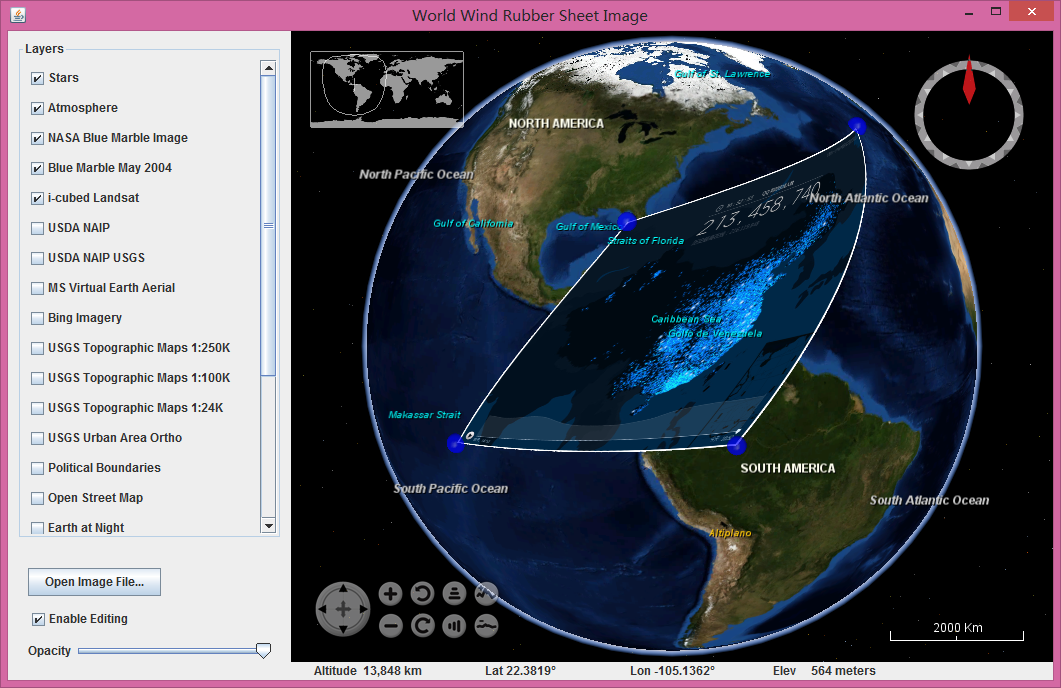 World Wind Rubber Sheet Image
Layers
Stars
Atmosphere
NASA Blue Marble Image
Blue Marble May 2004
i-cubed Landsat
USDA NAIP
USDA NAIP USGS
MS Virtual Earth Aerial
Bing Imagery
USGS Topographic Maps 1:250K
USGS Topographic Maps 1:100K
USGS Topographic Maps 1:24K
USGS Urban Area Ortho
Political Boundaries
Open Street Map
Earth at Night
Open Image File...
Enable Editing
Opacity
Gulf of St. Lawrence
NORTH AMERICA
North Pacific Ocean
213,458,740
North Atlantic Ocean
Gulf of California
Gulf of Mexico
Straits of Florida
Caribbean Sea
Golfo de Venezuela
Makassar Strait
SOUTH AMERICA
South Pacific Ocean
South Atlantic Ocean
Altiplano
2000 Km
Altitude 13,848 km Lat 22.3819° Lon -105.1362° Elev 564 meters